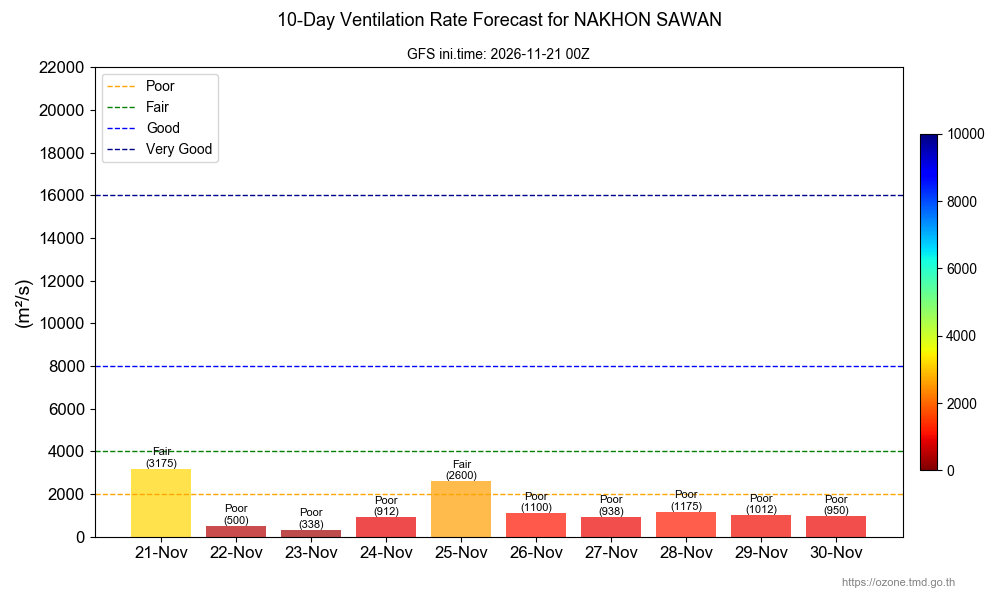 10-Day Ventilation Rate Forecast for NAKHON SAWAN
GFS ini.time: 2026-11-21 00Z
(m²/s)
22000
20000
18000
16000
14000
12000
10000
8000
6000
4000
2000
0
Poor
Fair
Good
Very Good
Fair
(3175)
Poor
(500)
Poor
(338)
Poor
(912)
Fair
(2600)
Poor
(1100)
Poor
(938)
Poor
(1175)
Poor
(1012)
Poor
(950)
21-Nov 22-Nov 23-Nov 24-Nov 25-Nov 26-Nov 27-Nov 28-Nov 29-Nov 30-Nov
10000
8000
6000
4000
2000
0
https://ozone.tmd.go.th